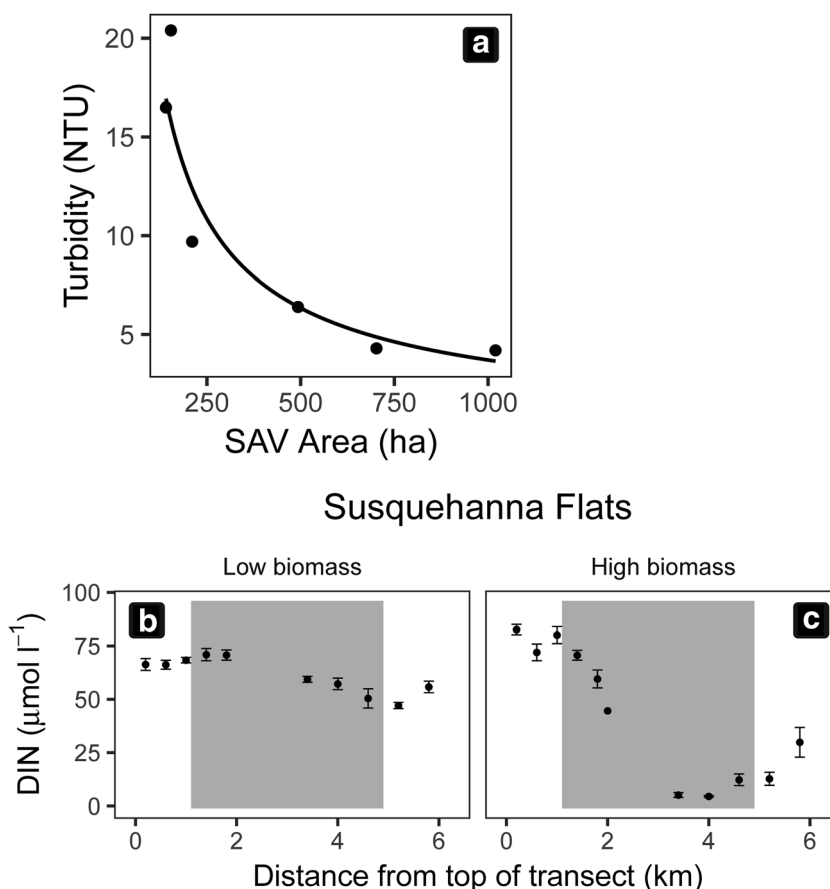 a
20
15
10
5
Turbidity (NTU)
250 500 750 1000
SAV Area (ha)
Susquehanna Flats
Low biomass High biomass
b c
100
75
50
25
0
DIN (μmol l⁻¹)
0 2 4 6 0 2 4 6
Distance from top of transect (km)